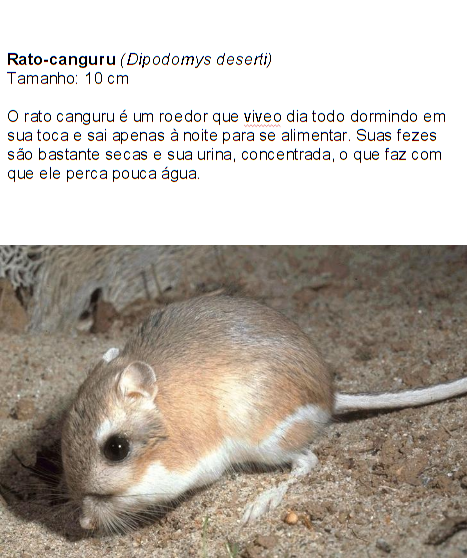 Rato-canguru (Dipodomys deserti)
Tamanho: 10 cm
O rato canguru é um roedor que viveo dia todo dormindo em
sua toca e sai apenas à noite para se alimentar. Suas fezes
são bastante secas e sua urina, concentrada, o que faz com
que ele perca pouca água.